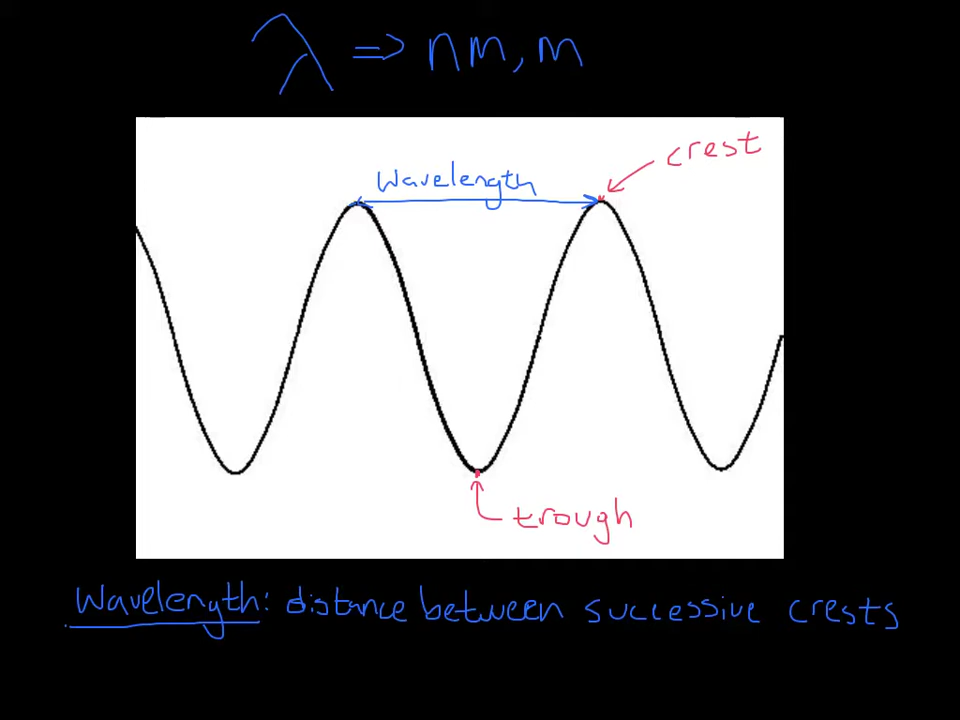 λ => nm, m
crest
Wavelength
trough
Wavelength: distance between successive crests